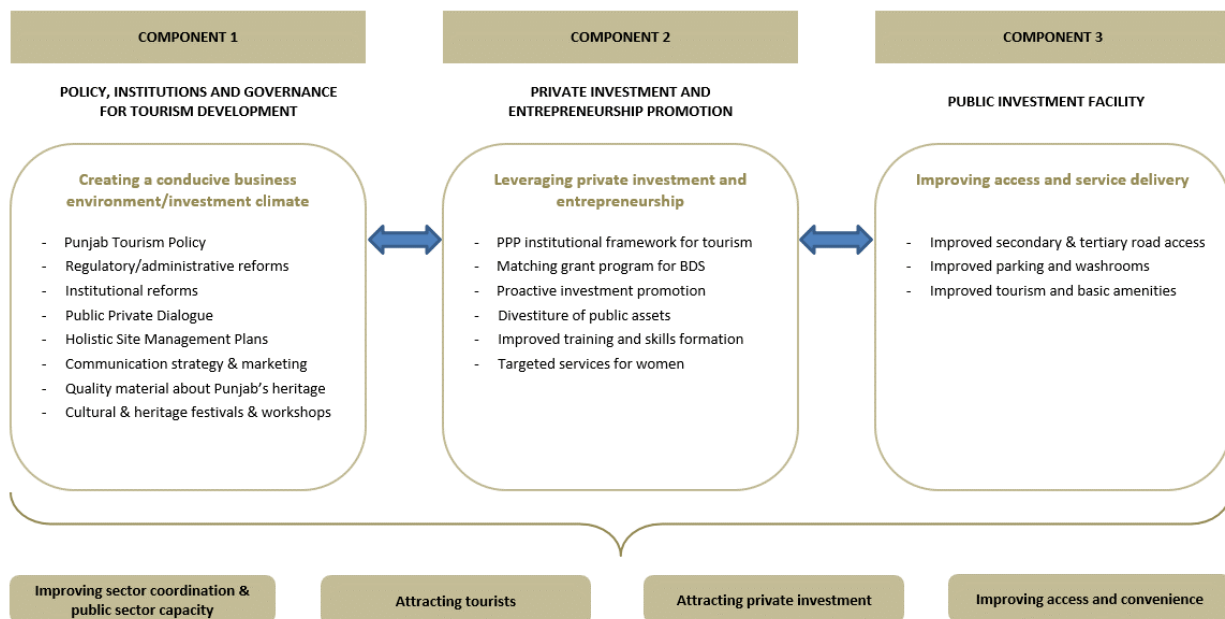 COMPONENT 1
COMPONENT 2
COMPONENT 3
POLICY, INSTITUTIONS AND GOVERNANCE
FOR TOURISM DEVELOPMENT
PRIVATE INVESTMENT AND
ENTREPRENEURSHIP PROMOTION
PUBLIC INVESTMENT FACILITY
Creating a conducive business
environment/investment climate
- Punjab Tourism Policy
- Regulatory/administrative reforms
- Institutional reforms
- Public Private Dialogue
- Holistic Site Management Plans
- Communication strategy & marketing
- Quality material about Punjab's heritage
- Cultural & heritage festivals & workshops
Leveraging private investment and
entrepreneurship
- PPP institutional framework for tourism
- Matching grant program for BDS
- Proactive investment promotion
- Divestiture of public assets
- Improved training and skills formation
- Targeted services for women
Improving access and service delivery
- Improved secondary & tertiary road access
- Improved parking and washrooms
- Improved tourism and basic amenities
Improving sector coordination &
public sector capacity
Attracting tourists
Attracting private investment
Improving access and convenience